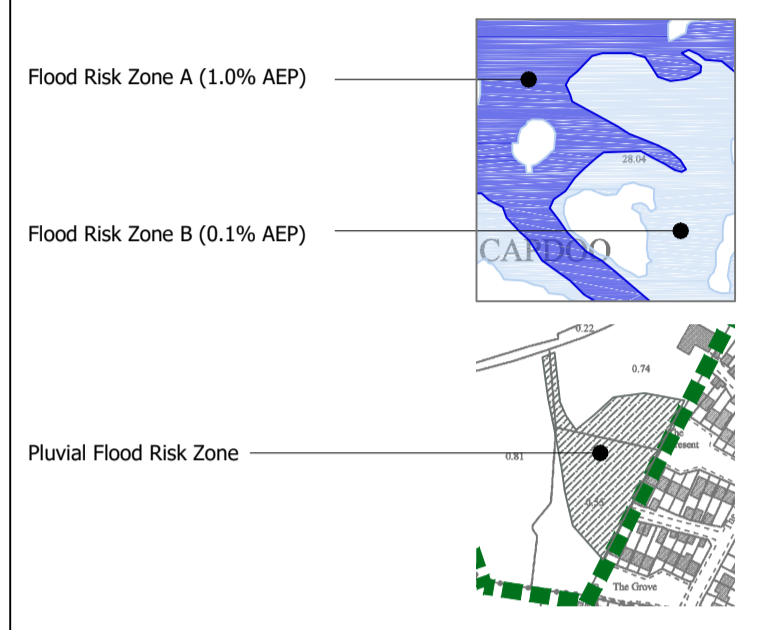 Flood Risk Zone A (1.0% AEP)
28.04
Flood Risk Zone B (0.1% AEP)
CAPDOO
0.22
0.74
Pluvial Flood Risk Zone
0.81
The Grove